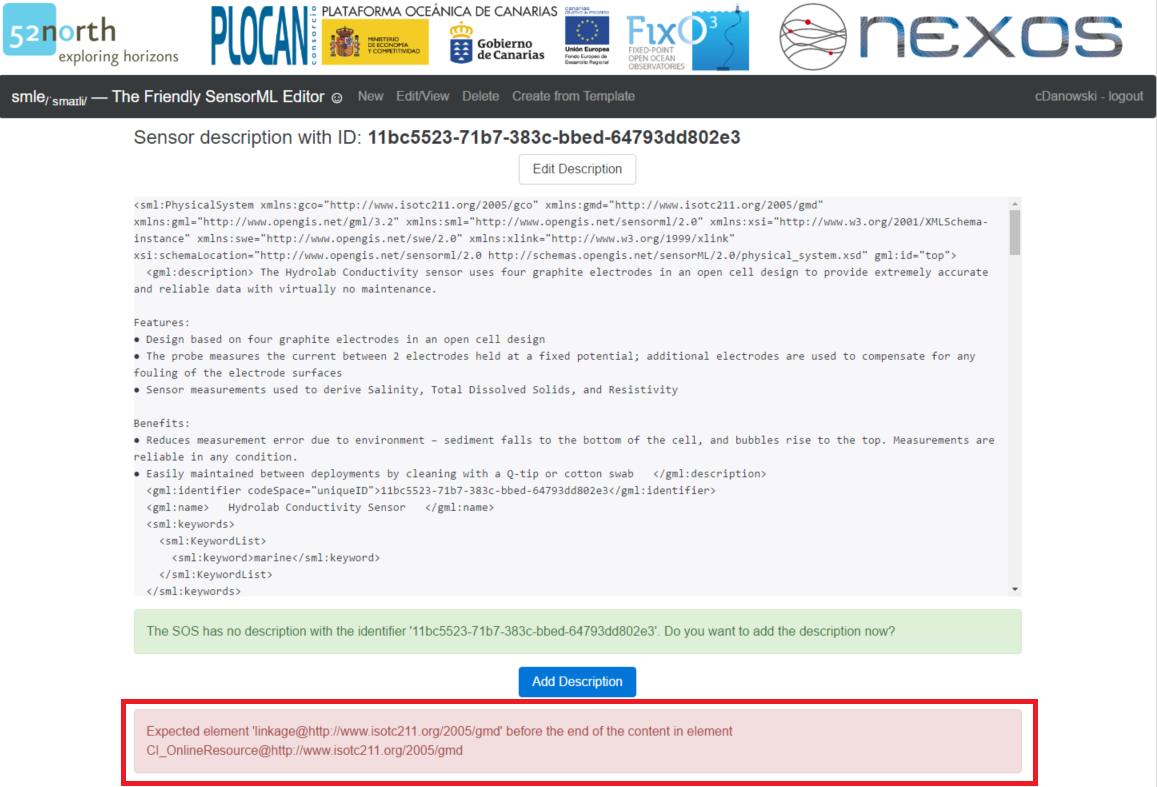 52north
exploring horizons
PLOCAN
consorcio
PLATAFORMA OCEÁNICA DE CANARIAS
MINISTERIO
DE ECONOMÍA
Y COMPETITIVIDAD
Gobierno
de Canarias
canarias
Unión Europea
Fondo Europeo de
Desarrollo Regional
FixO3
FIXED-POINT
OPEN OCEAN
OBSERVATORIES
nexos
smle/ˈsmaɪli/ — The Friendly SensorML Editor ☺ New Edit/View Delete Create from Template cDanowski - logout
Sensor description with ID: 11bc5523-71b7-383c-bbed-64793dd802e3
Edit Description
<sml:PhysicalSystem xmlns:gco="http://www.isotc211.org/2005/gco" xmlns:gmd="http://www.isotc211.org/2005/gmd"
xmlns:gml="http://www.opengis.net/gml/3.2" xmlns:sml="http://www.opengis.net/sensorml/2.0" xmlns:xsi="http://www.w3.org/2001/XMLSchema-
instance" xmlns:swe="http://www.opengis.net/swe/2.0" xmlns:xlink="http://www.w3.org/1999/xlink"
xsi:schemaLocation="http://www.opengis.net/sensorml/2.0 http://schemas.opengis.net/sensorML/2.0/physical_system.xsd" gml:id="top">
<gml:description> The Hydrolab Conductivity sensor uses four graphite electrodes in an open cell design to provide extremely accurate
and reliable data with virtually no maintenance.
Features:
● Design based on four graphite electrodes in an open cell design
● The probe measures the current between 2 electrodes held at a fixed potential; additional electrodes are used to compensate for any
fouling of the electrode surfaces
● Sensor measurements used to derive Salinity, Total Dissolved Solids, and Resistivity
Benefits:
● Reduces measurement error due to environment – sediment falls to the bottom of the cell, and bubbles rise to the top. Measurements are
reliable in any condition.
● Easily maintained between deployments by cleaning with a Q-tip or cotton swab </gml:description>
<gml:identifier codeSpace="uniqueID">11bc5523-71b7-383c-bbed-64793dd802e3</gml:identifier>
<gml:name> Hydrolab Conductivity Sensor </gml:name>
<sml:keywords>
<sml:KeywordList>
<sml:keyword>marine</sml:keyword>
</sml:KeywordList>
</sml:keywords>
The SOS has no description with the identifier '11bc5523-71b7-383c-bbed-64793dd802e3'. Do you want to add the description now?
Add Description
Expected element 'linkage@http://www.isotc211.org/2005/gmd' before the end of the content in element
CI_OnlineResource@http://www.isotc211.org/2005/gmd